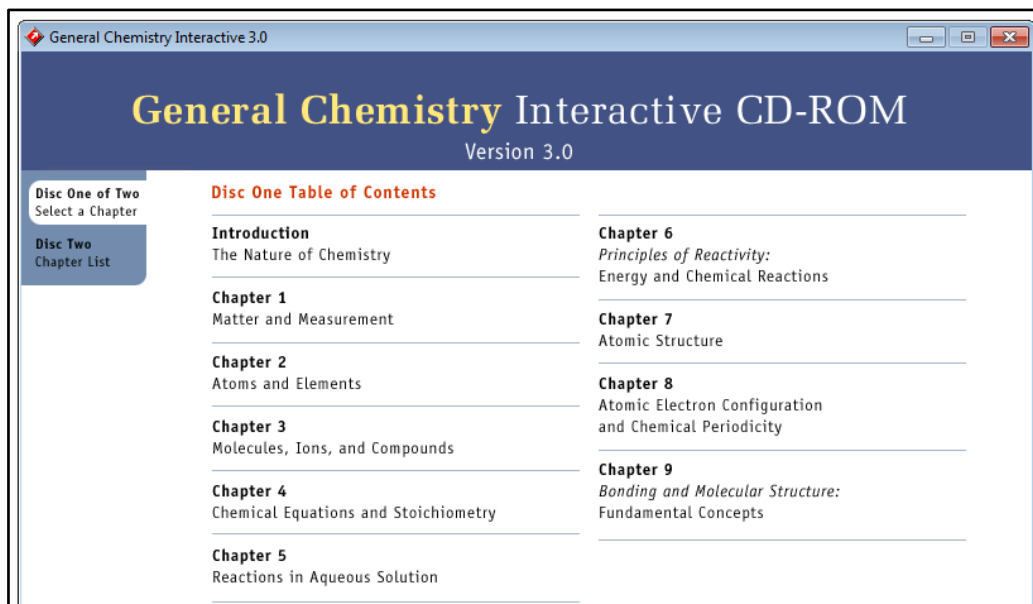 General Chemistry Interactive 3.0
General Chemistry Interactive CD-ROM
Version 3.0
Disc One of Two
Select a Chapter
Disc Two
Chapter List
Disc One Table of Contents
Introduction
The Nature of Chemistry
Chapter 1
Matter and Measurement
Chapter 2
Atoms and Elements
Chapter 3
Molecules, Ions, and Compounds
Chapter 4
Chemical Equations and Stoichiometry
Chapter 5
Reactions in Aqueous Solution
Chapter 6
Principles of Reactivity:
Energy and Chemical Reactions
Chapter 7
Atomic Structure
Chapter 8
Atomic Electron Configuration
and Chemical Periodicity
Chapter 9
Bonding and Molecular Structure:
Fundamental Concepts